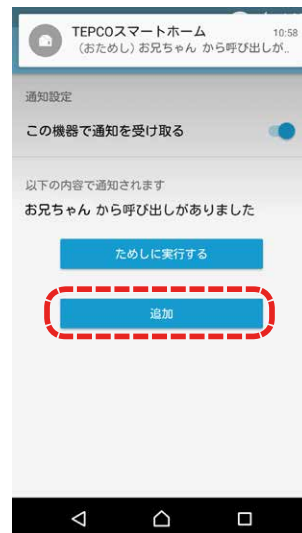 TEPCOスマートホーム 10:58
（おためし）お兄ちゃん から呼び出しが..
通知設定
この機器で通知を受け取る
以下の内容で通知されます
お兄ちゃん から呼び出しがありました
ためしに実行する
追加